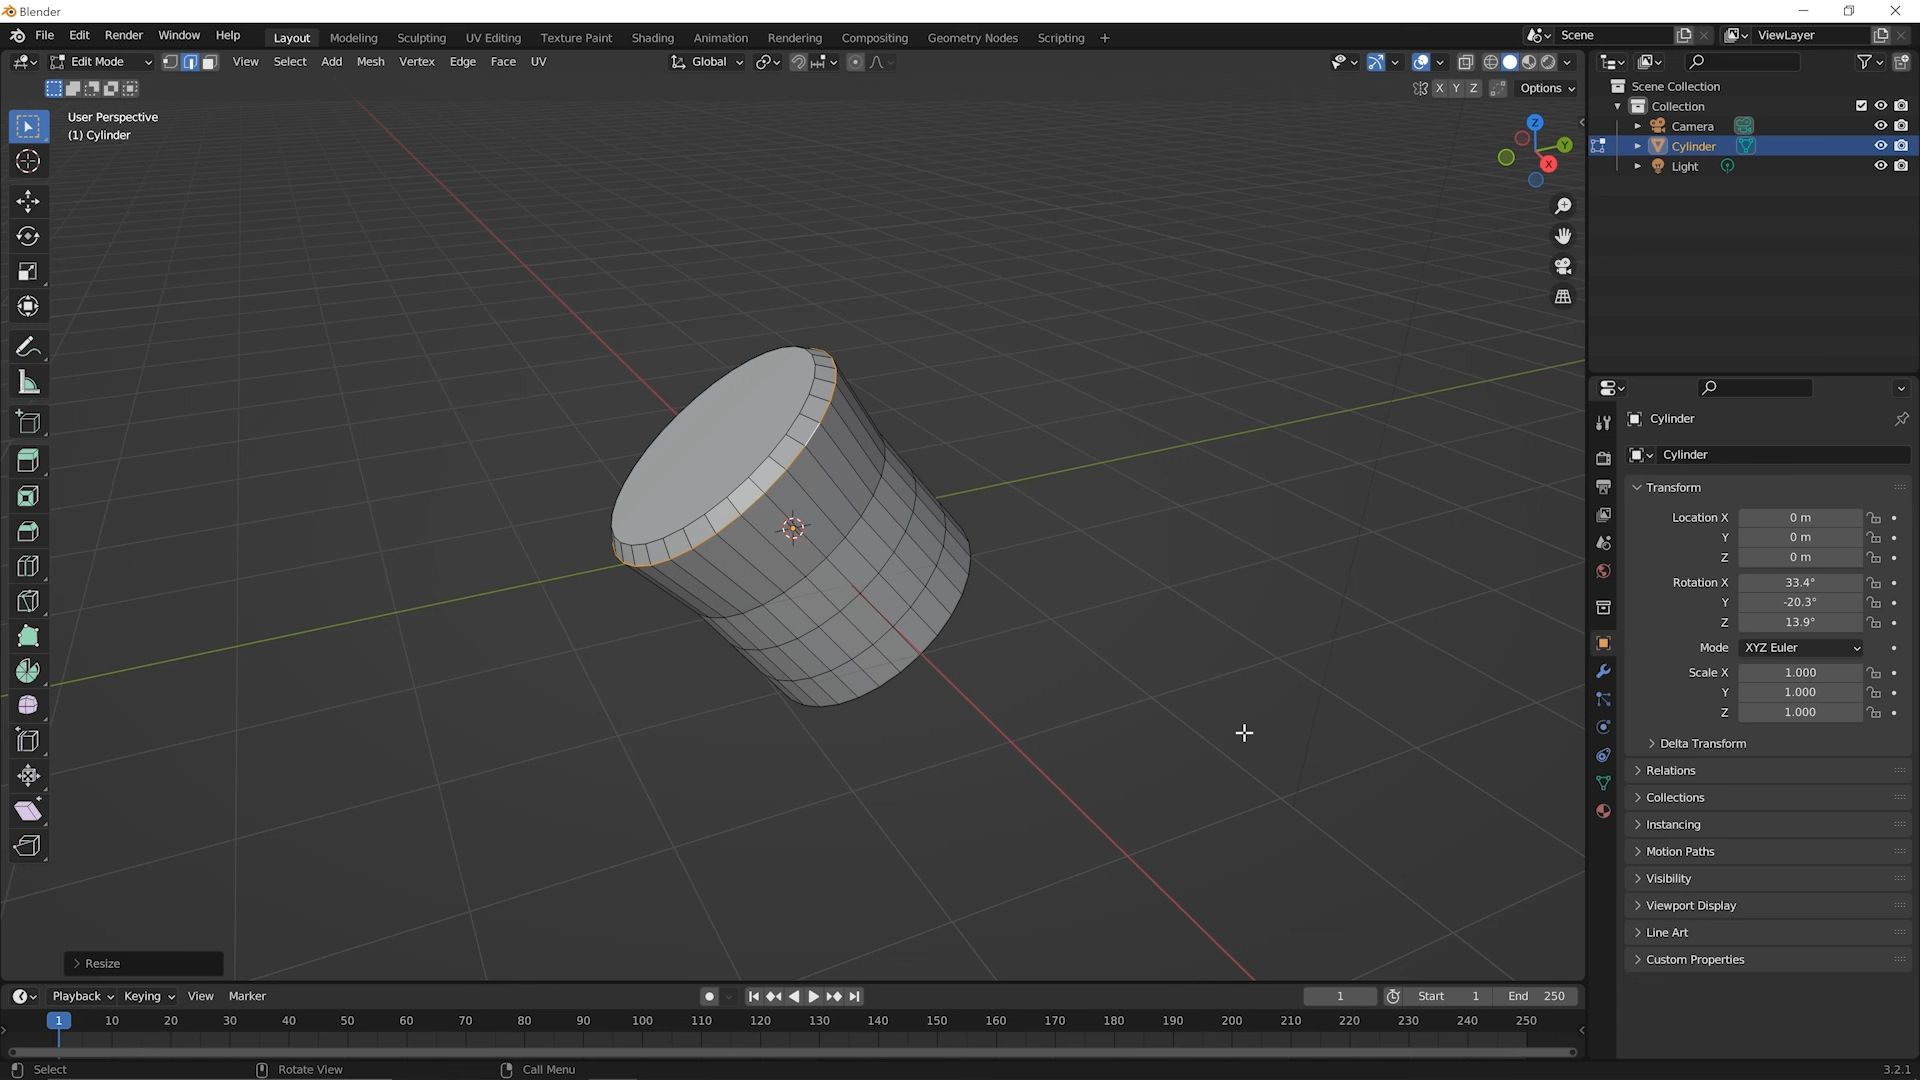 Blender
File Edit Render Window Help Layout Modeling Sculpting UV Editing Texture Paint Shading Animation Rendering Compositing Geometry Nodes Scripting + Scene ViewLayer
Edit Mode View Select Add Mesh Vertex Edge Face UV Global
X Y Z Options
User Perspective
(1) Cylinder
Z
Y
X
Scene Collection
Collection
Camera
Cylinder
Light
Cylinder
Cylinder
Transform
Location X 0 m
Y 0 m
Z 0 m
Rotation X 33.4°
Y -20.3°
Z 13.9°
Mode XYZ Euler
Scale X 1.000
Y 1.000
Z 1.000
Delta Transform
Relations
Collections
Instancing
Motion Paths
Visibility
Viewport Display
Line Art
Custom Properties
Resize
Playback Keying View Marker 1 Start 1 End 250
1 10 20 30 40 50 60 70 80 90 100 110 120 130 140 150 160 170 180 190 200 210 220 230 240 250
Select Rotate View Call Menu 3.2.1